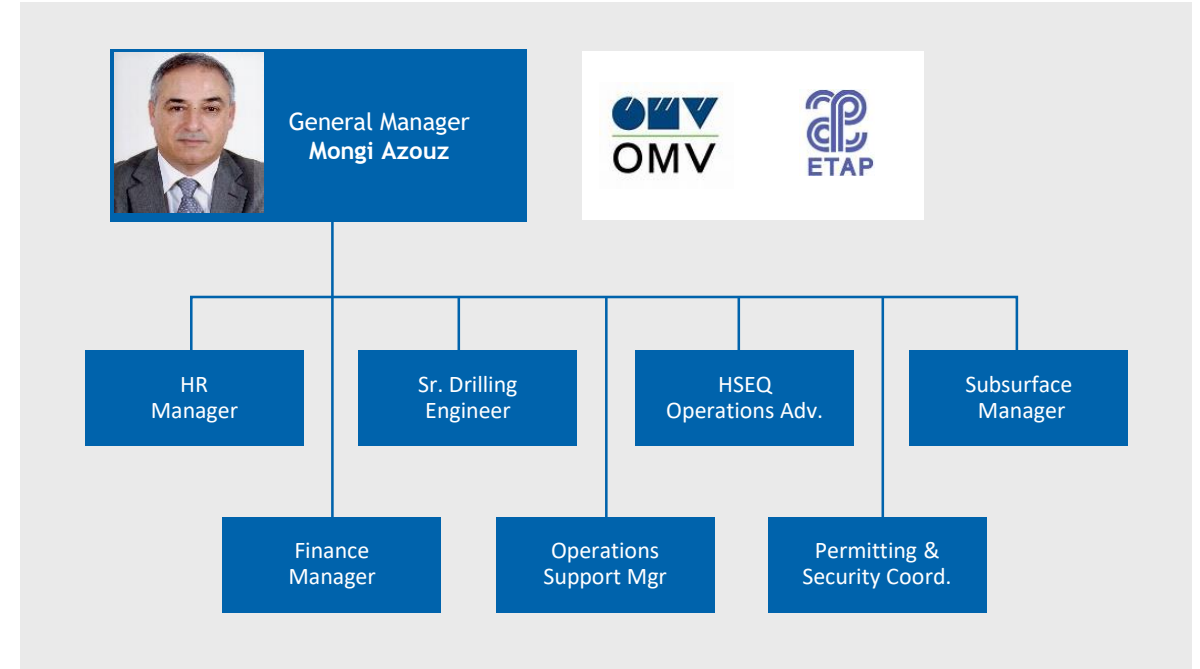 General Manager
Mongi Azouz
OMV
OMV
ETAP
HR
Manager
Sr. Drilling
Engineer
HSEQ
Operations Adv.
Subsurface
Manager
Finance
Manager
Operations
Support Mgr
Permitting &
Security Coord.